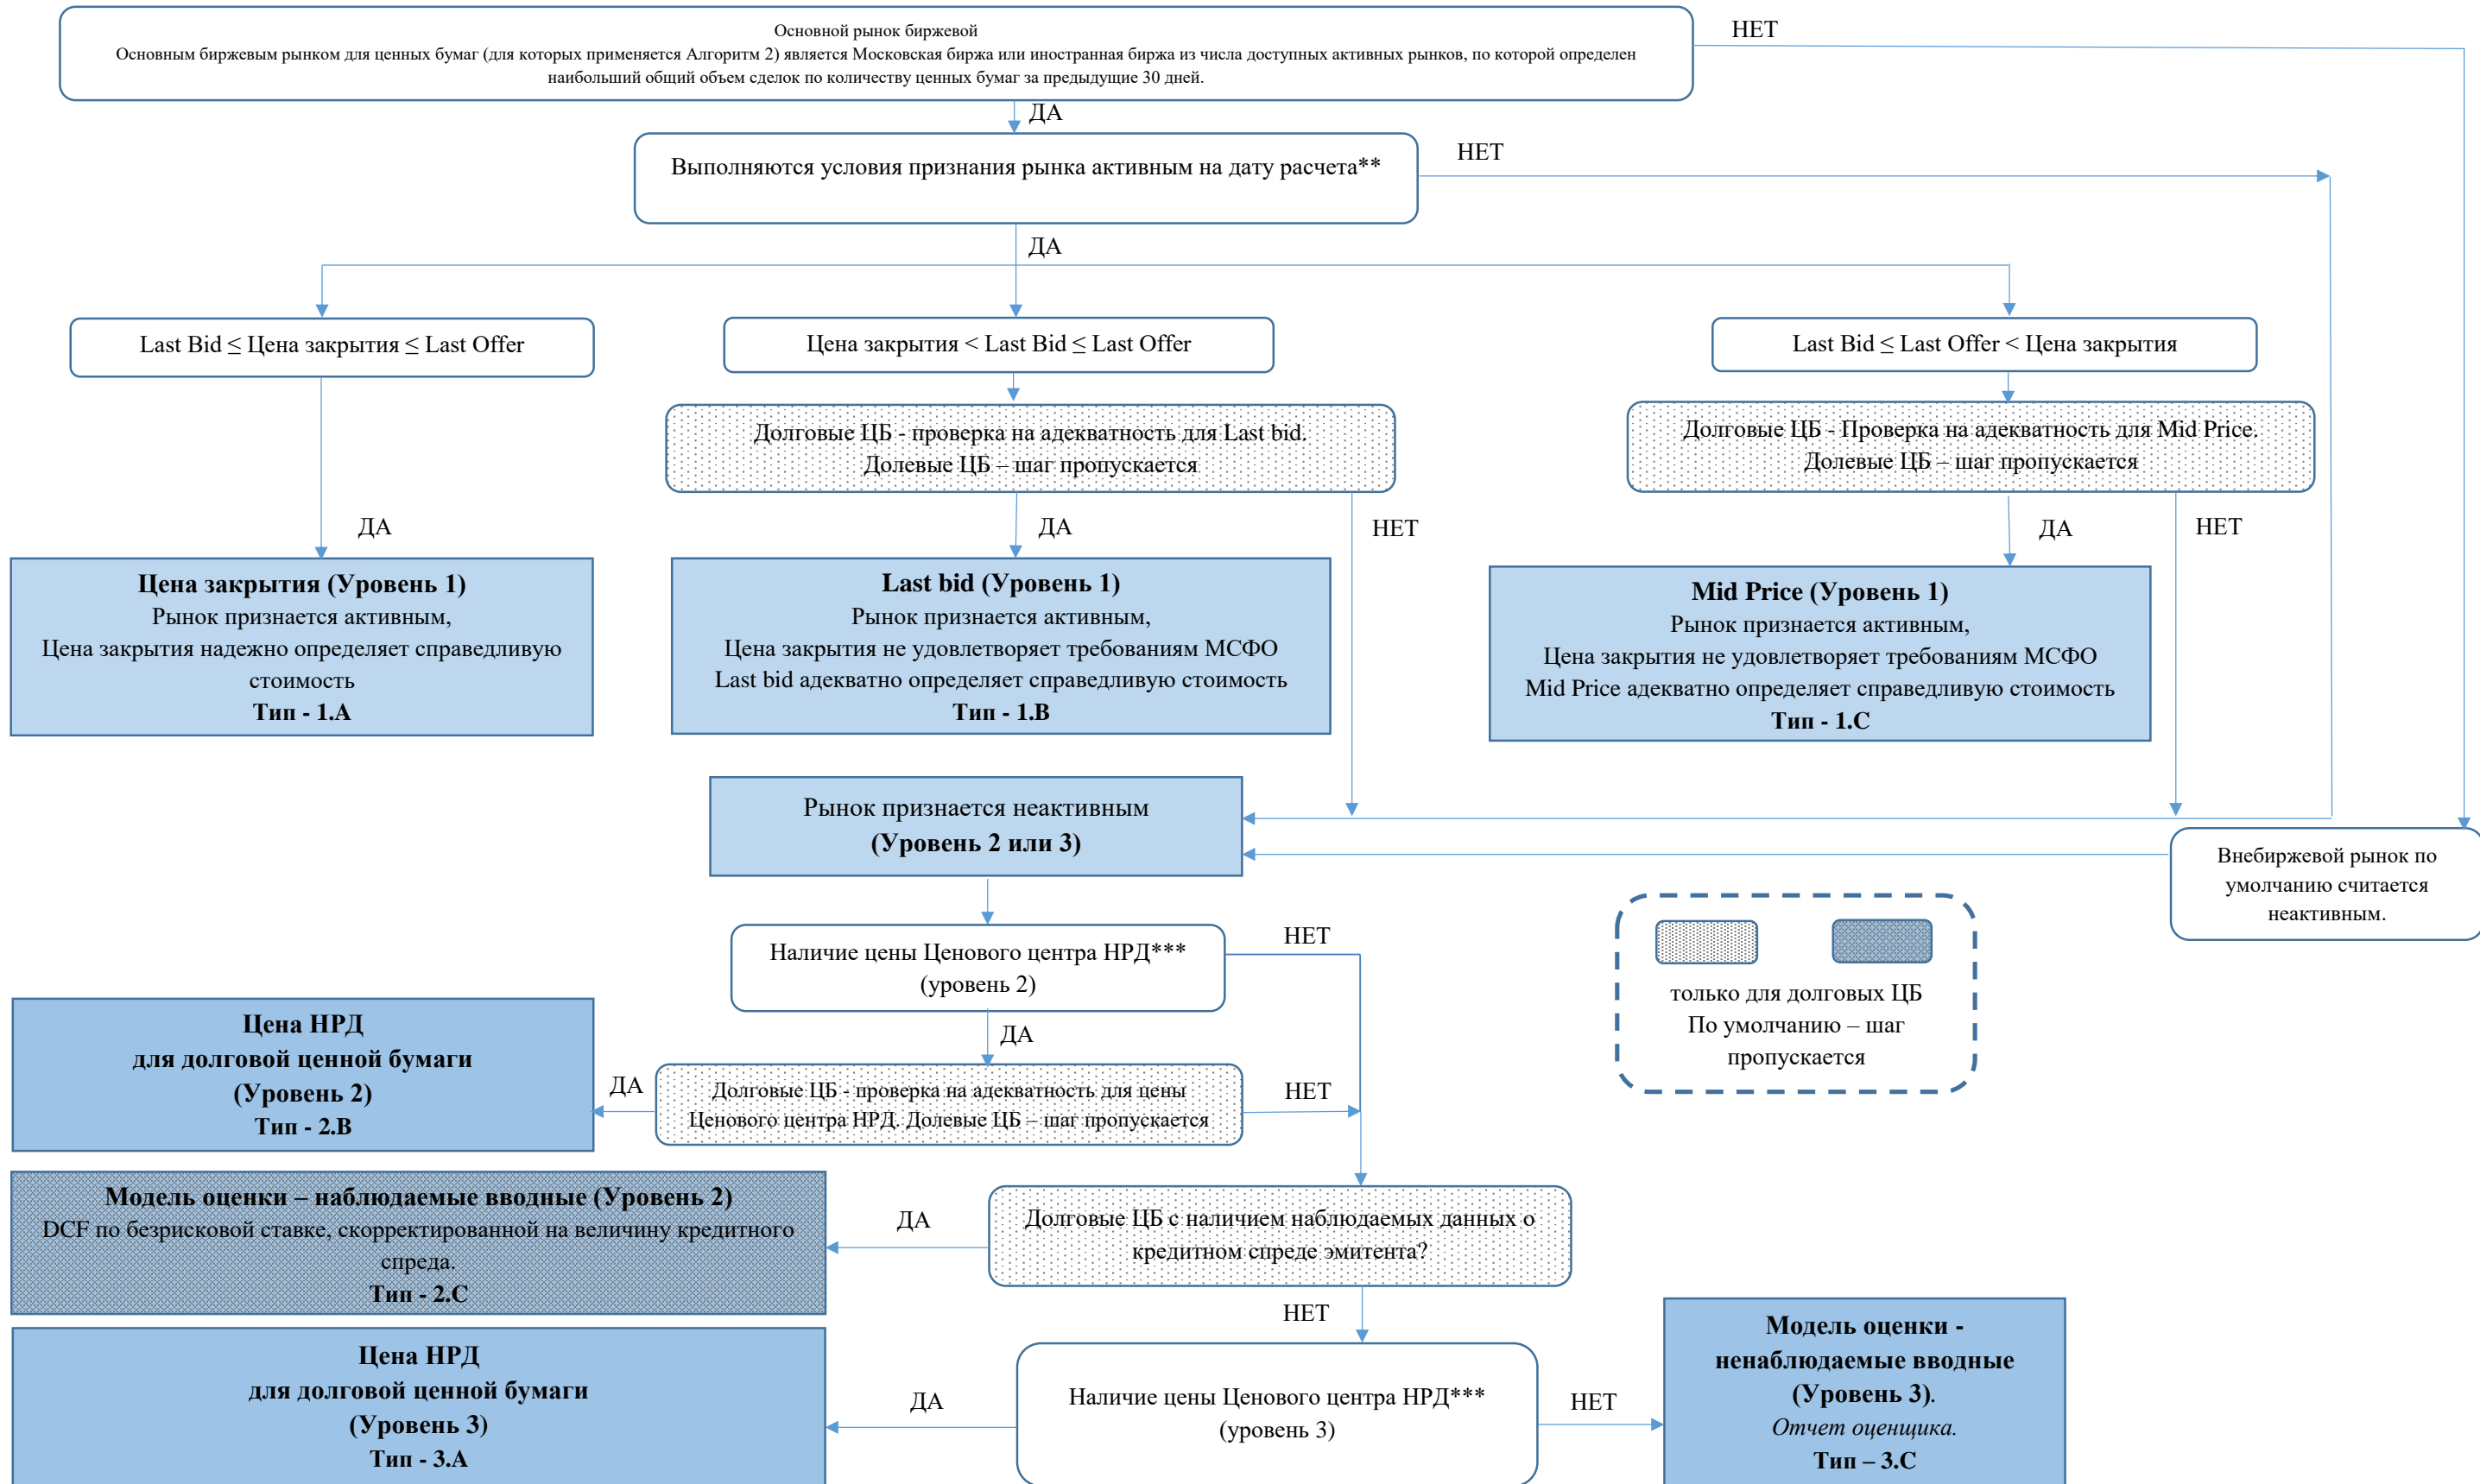 Основной рынок биржевой
Основным биржевым рынком для ценных бумаг (для которых применяется Алгоритм 2) является Московская биржа или иностранная биржа из числа доступных активных рынков, по которой определен
наибольший общий объем сделок по количеству ценных бумаг за предыдущие 30 дней.
НЕТ
ДА
Выполняются условия признания рынка активным на дату расчета**
НЕТ
ДА
Last Bid ≤ Цена закрытия ≤ Last Offer
Цена закрытия < Last Bid ≤ Last Offer
Last Bid ≤ Last Offer < Цена закрытия
Долговые ЦБ - проверка на адекватность для Last bid.
Долевые ЦБ – шаг пропускается
Долговые ЦБ - Проверка на адекватность для Mid Price.
Долевые ЦБ – шаг пропускается
ДА
ДА
НЕТ
ДА
НЕТ
Цена закрытия (Уровень 1)
Рынок признается активным,
Цена закрытия надежно определяет справедливую
стоимость
Тип - 1.A
Last bid (Уровень 1)
Рынок признается активным,
Цена закрытия не удовлетворяет требованиям МСФО
Last bid адекватно определяет справедливую стоимость
Тип - 1.B
Mid Price (Уровень 1)
Рынок признается активным,
Цена закрытия не удовлетворяет требованиям МСФО
Mid Price адекватно определяет справедливую стоимость
Тип - 1.C
Рынок признается неактивным
(Уровень 2 или 3)
Внебиржевой рынок по
умолчанию считается
неактивным.
Наличие цены Ценового центра НРД***
(уровень 2)
НЕТ
ДА
только для долговых ЦБ
По умолчанию – шаг
пропускается
Цена НРД
для долговой ценной бумаги
(Уровень 2)
Тип - 2.B
ДА
Долговые ЦБ - проверка на адекватность для цены
Ценового центра НРД. Долевые ЦБ – шаг пропускается
НЕТ
Модель оценки – наблюдаемые вводные (Уровень 2)
DCF по безрисковой ставке, скорректированной на величину кредитного
спреда.
Тип - 2.C
ДА
Долговые ЦБ с наличием наблюдаемых данных о
кредитном спреде эмитента?
НЕТ
Цена НРД
для долговой ценной бумаги
(Уровень 3)
Тип - 3.A
ДА
Наличие цены Ценового центра НРД***
(уровень 3)
НЕТ
Модель оценки -
ненаблюдаемые вводные
(Уровень 3).
Отчет оценщика.
Тип – 3.C